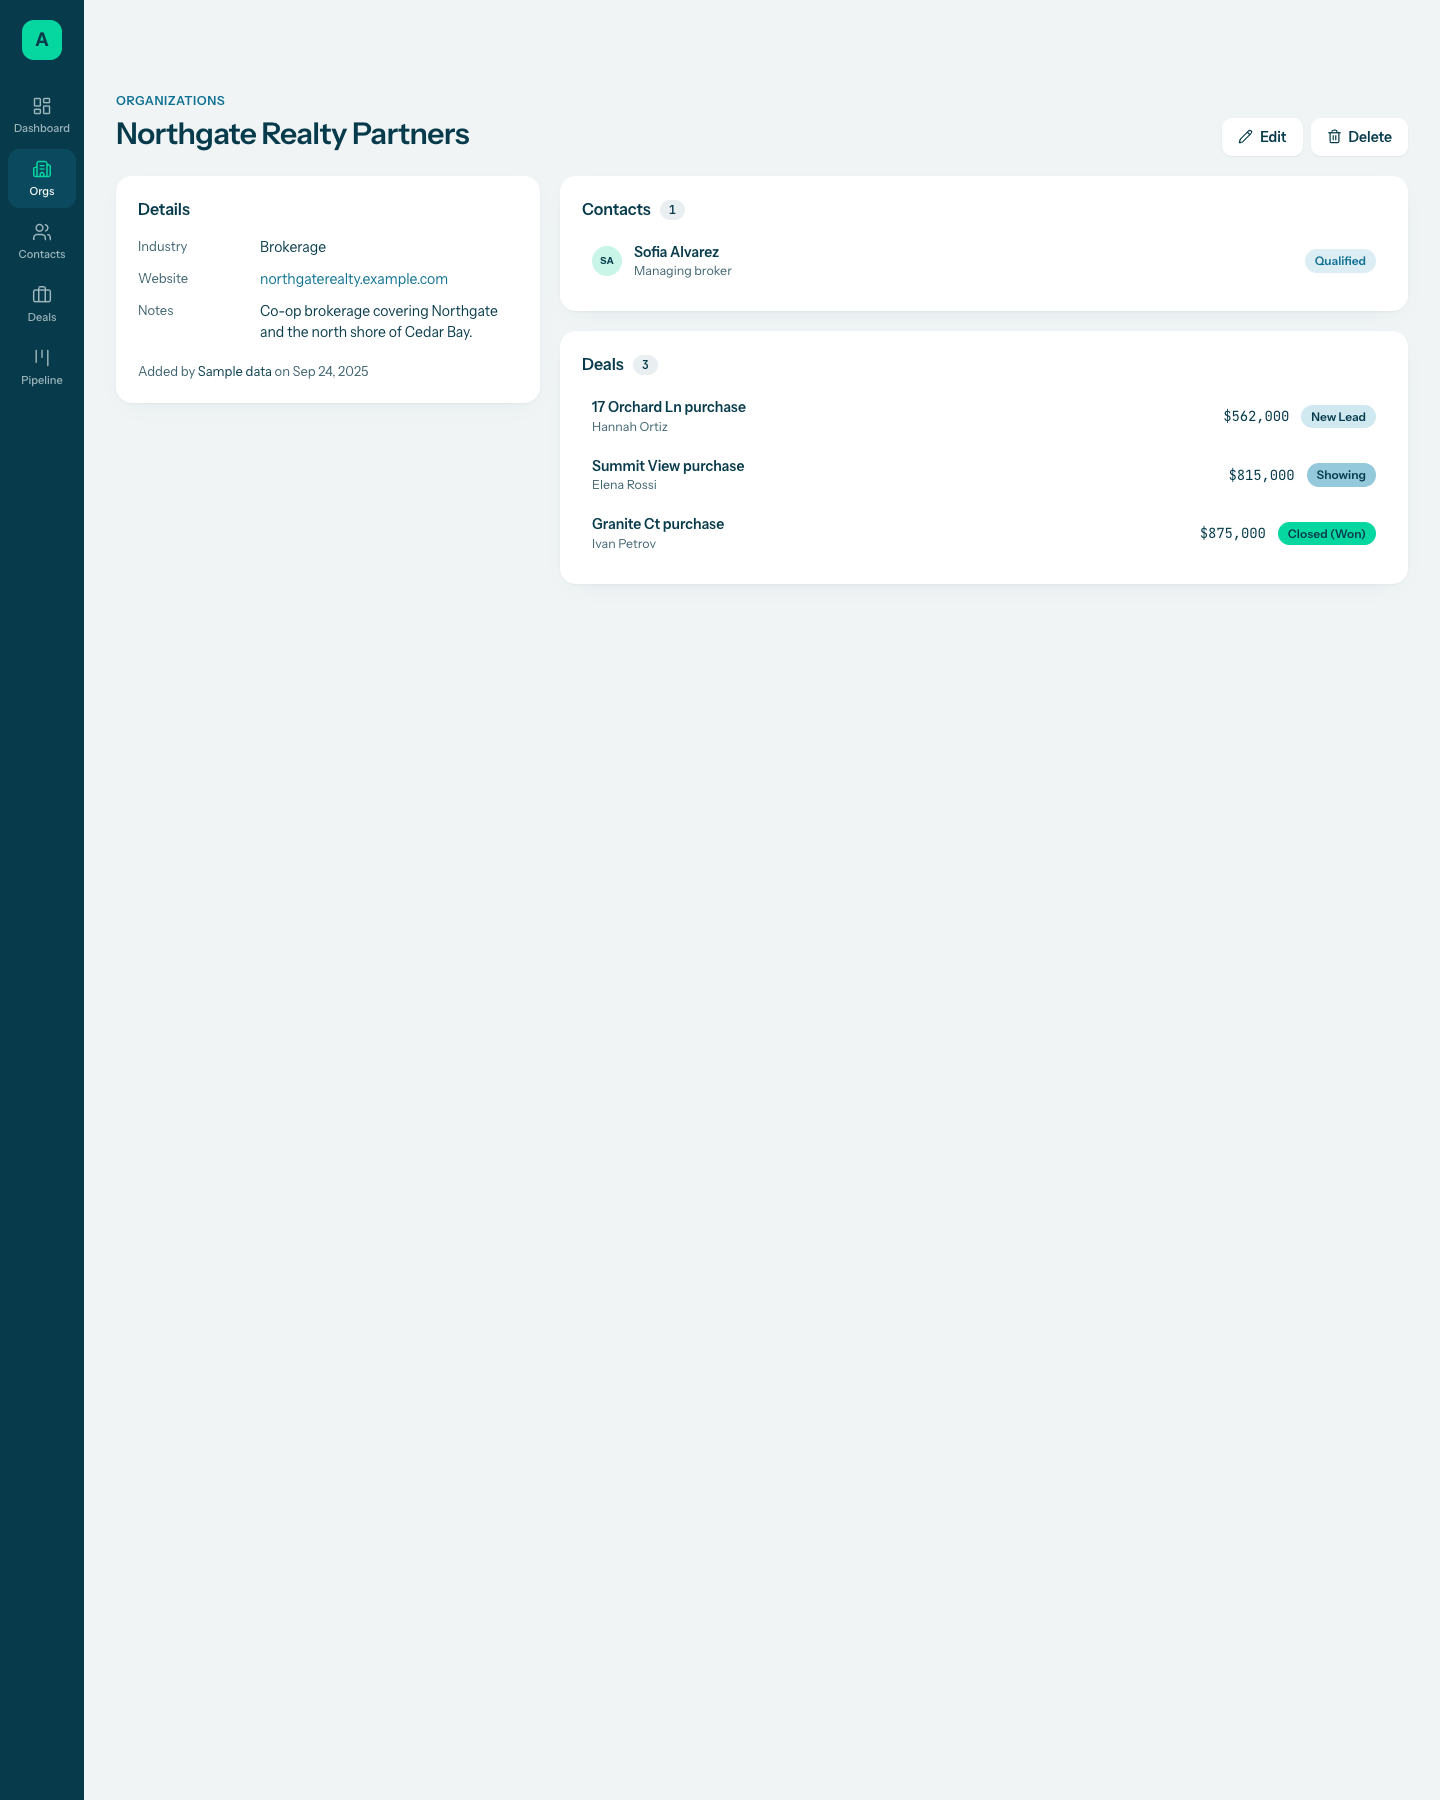 A
Dashboard
Orgs
Contacts
Deals
Pipeline
ORGANIZATIONS
Northgate Realty Partners
Edit
Delete
Details
Industry
Brokerage
Website
northgaterealty.example.com
Notes
Co-op brokerage covering Northgate
and the north shore of Cedar Bay.
Added by Sample data on Sep 24, 2025
Contacts 1
SA
Sofia Alvarez
Managing broker
Qualified
Deals 3
17 Orchard Ln purchase
Hannah Ortiz
$562,000
New Lead
Summit View purchase
Elena Rossi
$815,000
Showing
Granite Ct purchase
Ivan Petrov
$875,000
Closed (Won)